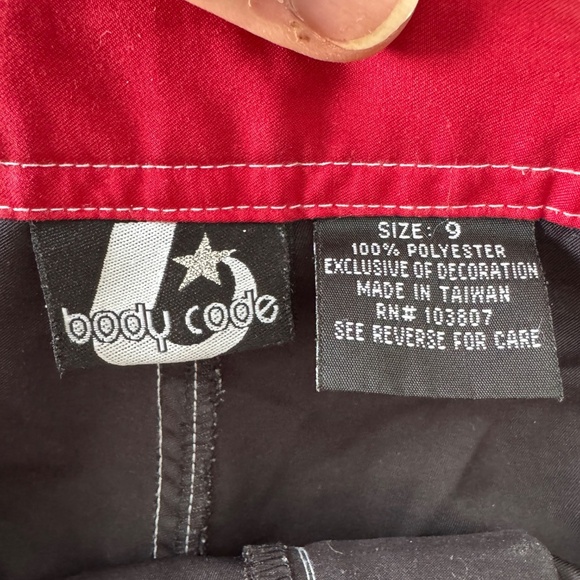 body code
SIZE: 9
100% POLYESTER
EXCLUSIVE OF DECORATION
MADE IN TAIWAN
RN# 103807
SEE REVERSE FOR CARE